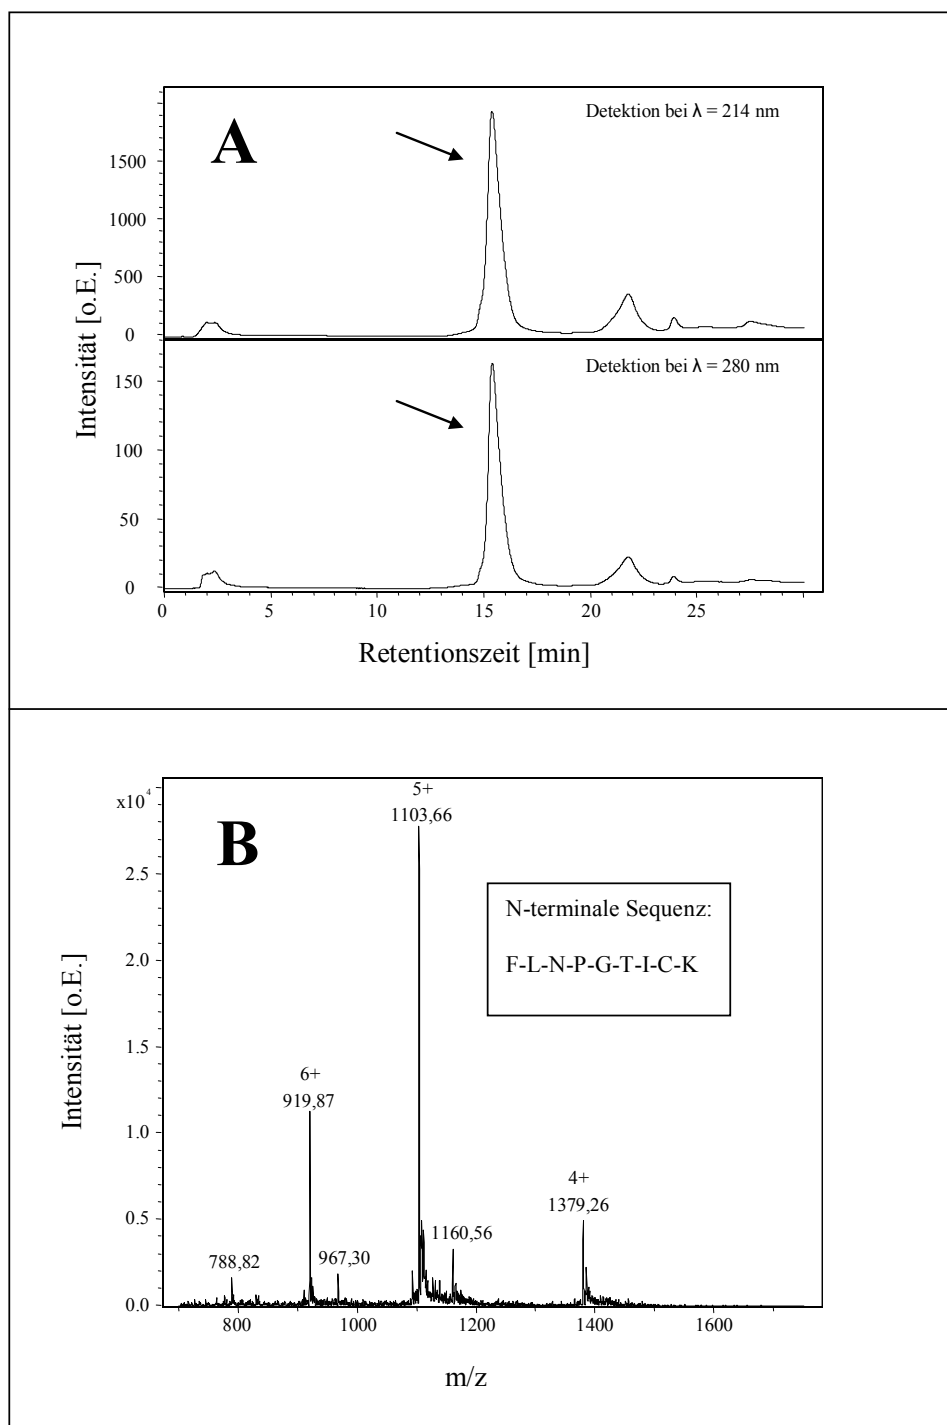 A
Detektion bei λ = 214 nm
1500
1000
500
0
Detektion bei λ = 280 nm
150
100
50
0
Intensität [o.E.]
0 5 10 15 20 25
Retentionszeit [min]
B
x10 4
5+
1103,66
N-terminale Sequenz:
F-L-N-P-G-T-I-C-K
2.5
2.0
1.5
1.0
0.5
0.0
Intensität [o.E.]
6+
919,87
4+
1379,26
788,82
967,30
1160,56
800 1000 1200 1400 1600
m/z